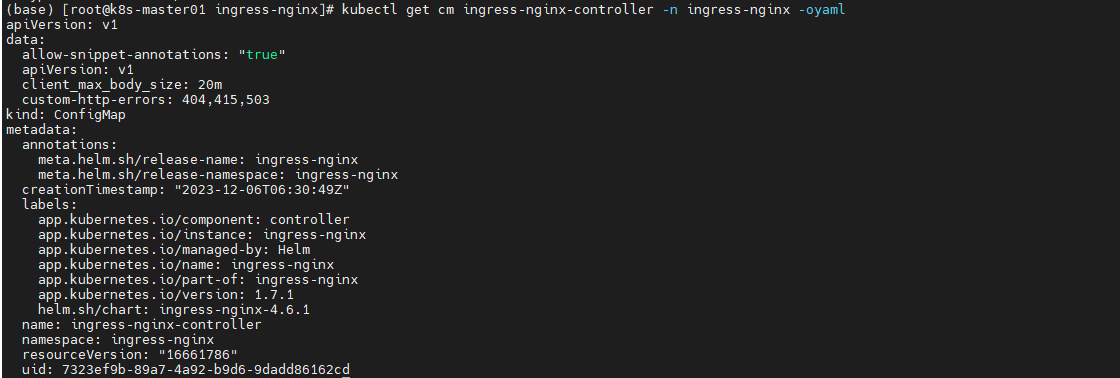 (base) [root@k8s-master01 ingress-nginx]# kubectl get cm ingress-nginx-controller -n ingress-nginx -oyaml
apiVersion: v1
data:
  allow-snippet-annotations: "true"
  apiVersion: v1
  client_max_body_size: 20m
  custom-http-errors: 404,415,503
kind: ConfigMap
metadata:
  annotations:
    meta.helm.sh/release-name: ingress-nginx
    meta.helm.sh/release-namespace: ingress-nginx
  creationTimestamp: "2023-12-06T06:30:49Z"
  labels:
    app.kubernetes.io/component: controller
    app.kubernetes.io/instance: ingress-nginx
    app.kubernetes.io/managed-by: Helm
    app.kubernetes.io/name: ingress-nginx
    app.kubernetes.io/part-of: ingress-nginx
    app.kubernetes.io/version: 1.7.1
    helm.sh/chart: ingress-nginx-4.6.1
  name: ingress-nginx-controller
  namespace: ingress-nginx
  resourceVersion: "16661786"
  uid: 7323ef9b-89a7-4a92-b9d6-9dadd86162cd